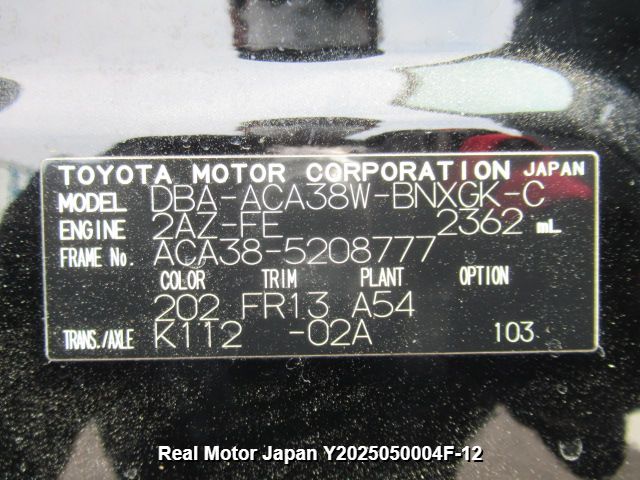 TOYOTA MOTOR CORPORATION JAPAN
MODEL DBA-ACA38W-BNXGK-C
ENGINE 2AZ-FE 2362 mL
FRAME No. ACA38-5208777
COLOR TRIM PLANT OPTION
202 FR13 A54
TRANS./AXLE K112 -02A 103
Real Motor Japan Y2025050004F-12